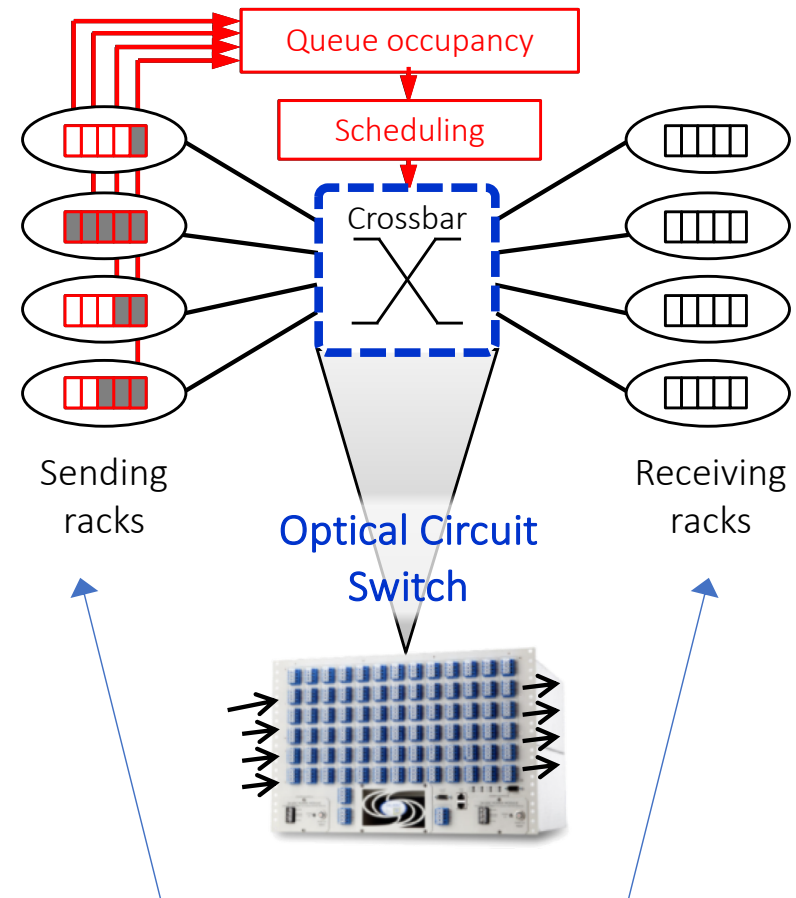 Queue occupancy
Scheduling
Crossbar
Sending
racks
Receiving
racks
Optical Circuit
Switch